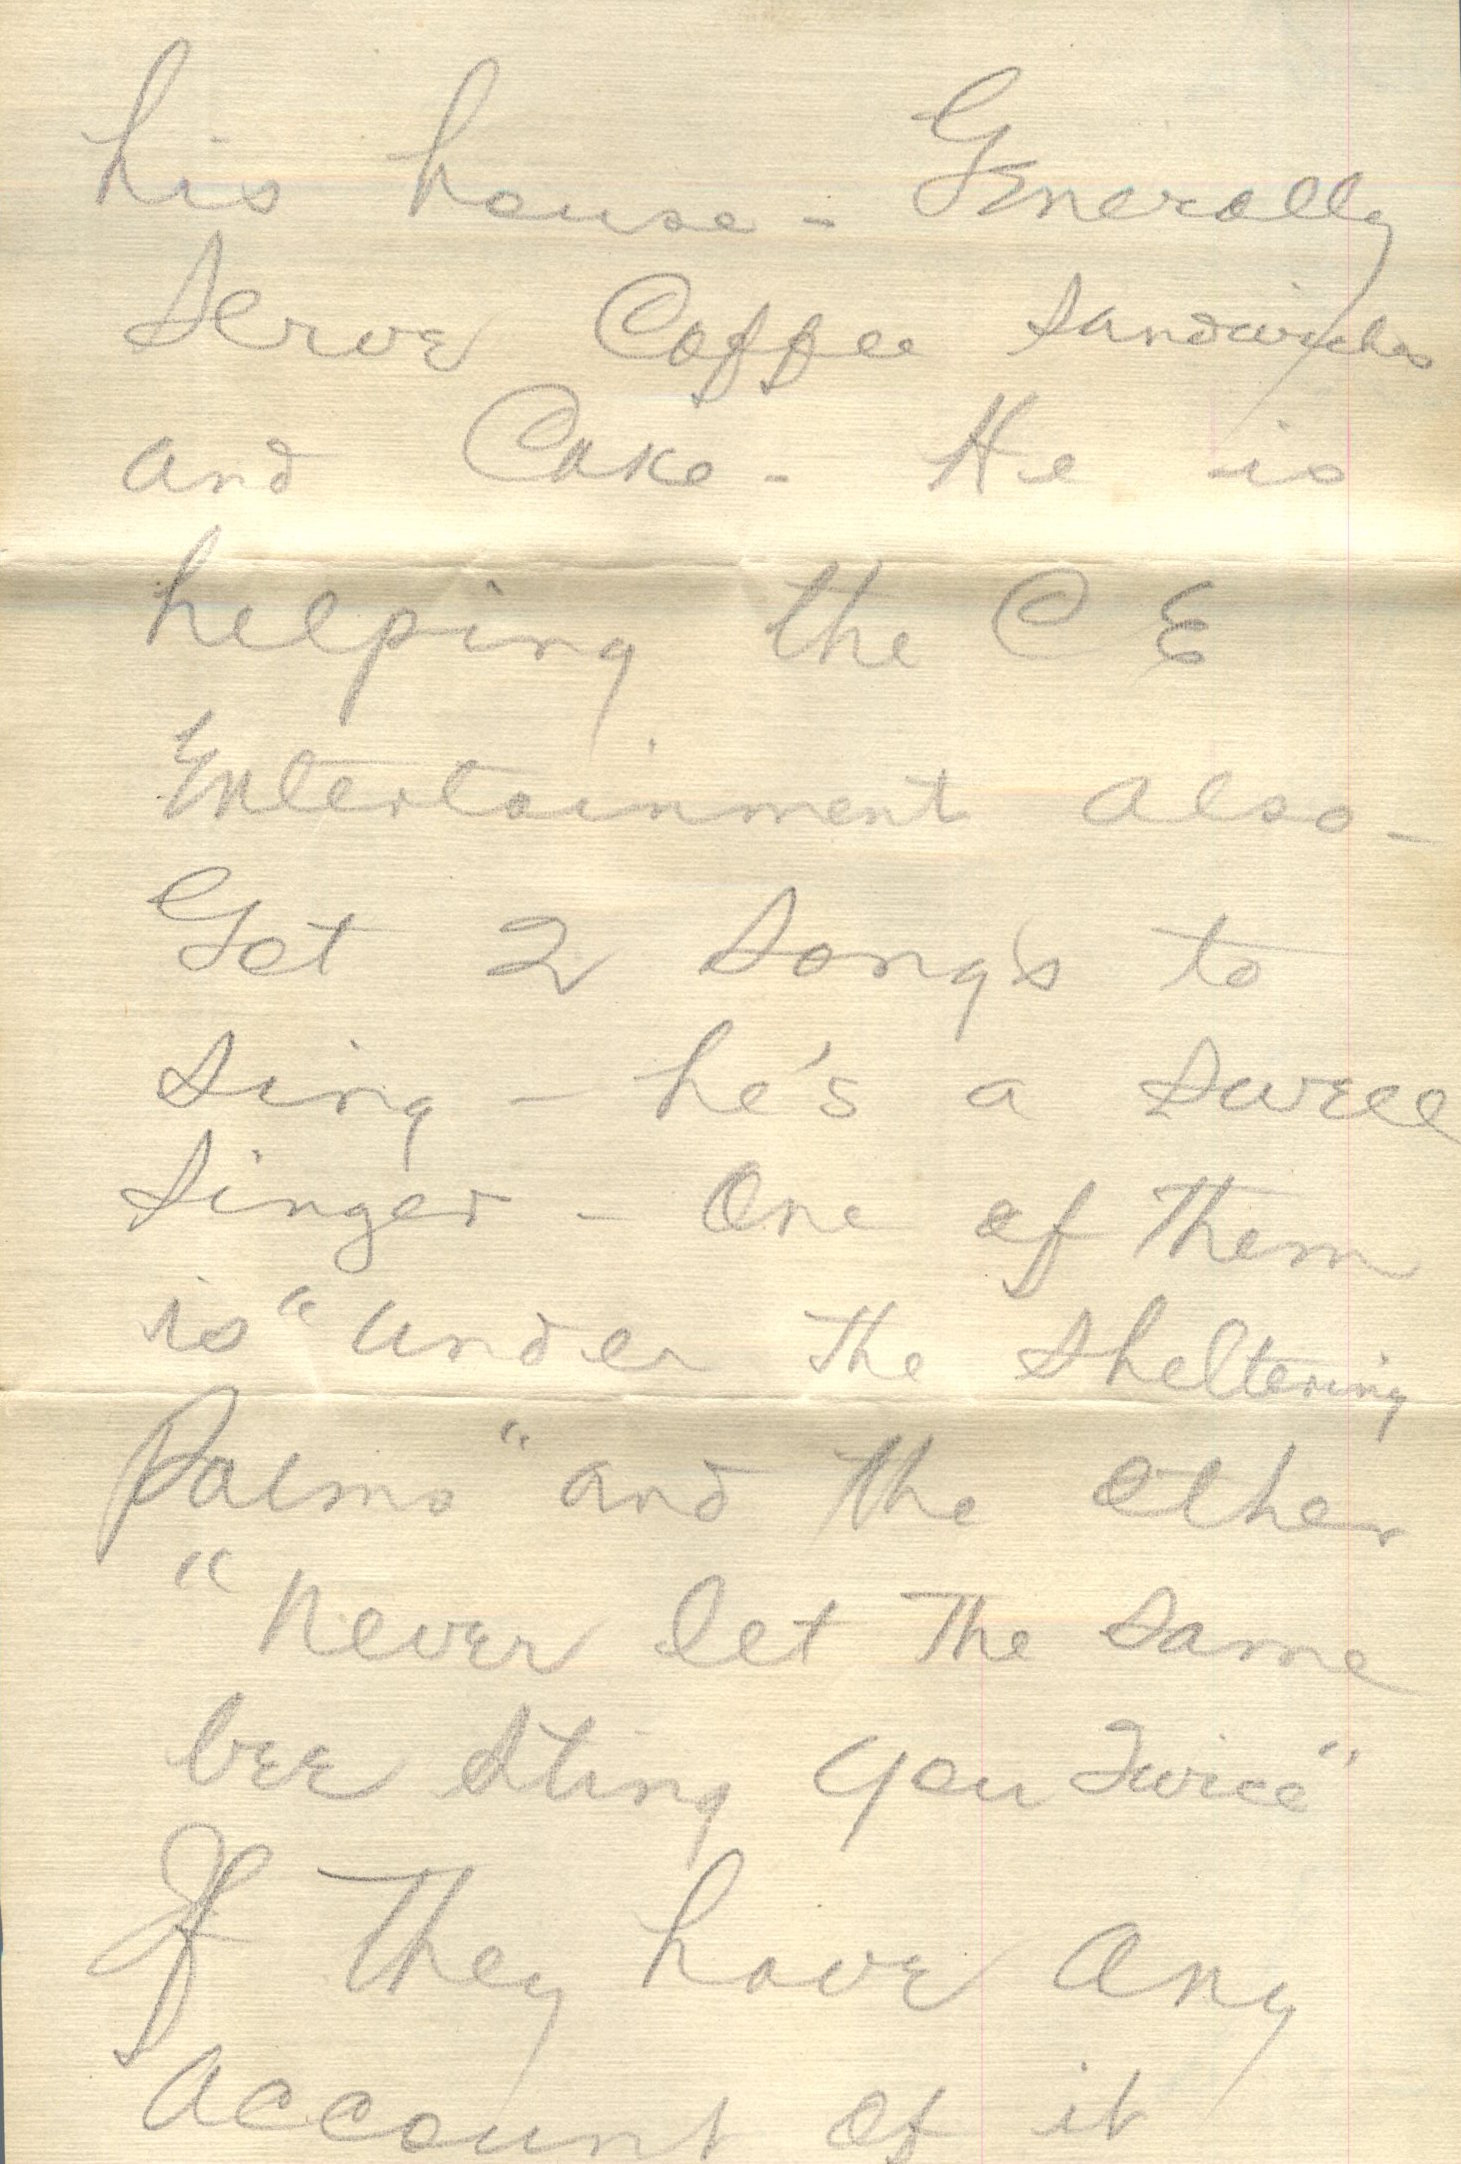 his house - Generally
Serve Coffee Sandwiches
and Cake - He is
helping the C E
Entertainment also -
Got 2 Song's to
Sing - he's a Swell
Singer - One of Them
is "under the Sheltering
Palms" and the other
"Never let The Same
bee Sting you Twice"
If They have any
account of it